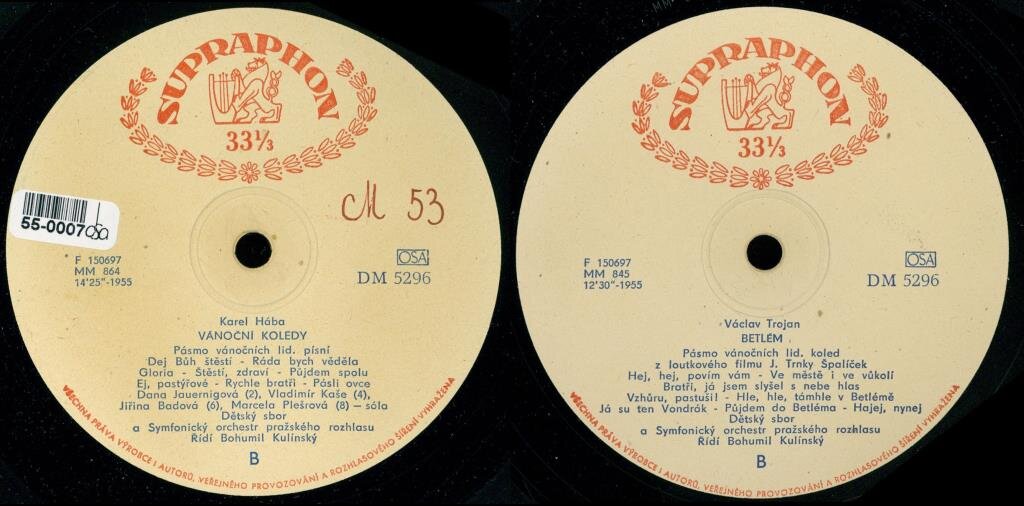 SUPRAPHON
33⅓
M 53
55-0007 osa
F 150697
MM 864
14'25"-1955
OSA
DM 5296
Karel Hába
VÁNOČNÍ KOLEDY
Pásmo vánočních lid. písní
Dej Bůh štěstí - Ráda bych věděla
Gloria - Štěstí, zdraví - Půjdem spolu
Ej, pastýřové - Rychle bratři - Pásli ovce
Dana Jauernigová (2), Vladimír Kaše (4),
Jiřina Badová (6), Marcela Plešrová (8) — sóla
Dětský sbor
a Symfonický orchestr pražského rozhlasu
Řídí Bohumil Kulínský
B
VŠECHNA PRÁVA VÝROBCE I AUTORŮ, VEŘEJNÉHO PROVOZOVÁNÍ A ROZHLASOVÉHO ŠÍŘENÍ VYHRAŽENA
MM
SUPRAPHON
33⅓
F 150697
MM 845
12'30"-1955
OSA
DM 5296
Václav Trojan
BETLÉM
Pásmo vánočních lid. koled
z loutkového filmu J. Trnky Špalíček
Hej, hej, povím vám - Ve městě i ve vůkolí
Bratři, já jsem slyšel s nebe hlas
Vzhůru, pastuši! - Hle, hle, támhle v Betlémě
Já su ten Vondrák - Půjdem do Betléma - Hajej, nynej
Dětský sbor
a Symfonický orchestr pražského rozhlasu
Řídí Bohumil Kulínský
B
VŠECHNA PRÁVA VÝROBCE I AUTORŮ, VEŘEJNÉHO PROVOZOVÁNÍ A ROZHLASOVÉHO ŠÍŘENÍ VYHRAŽENA